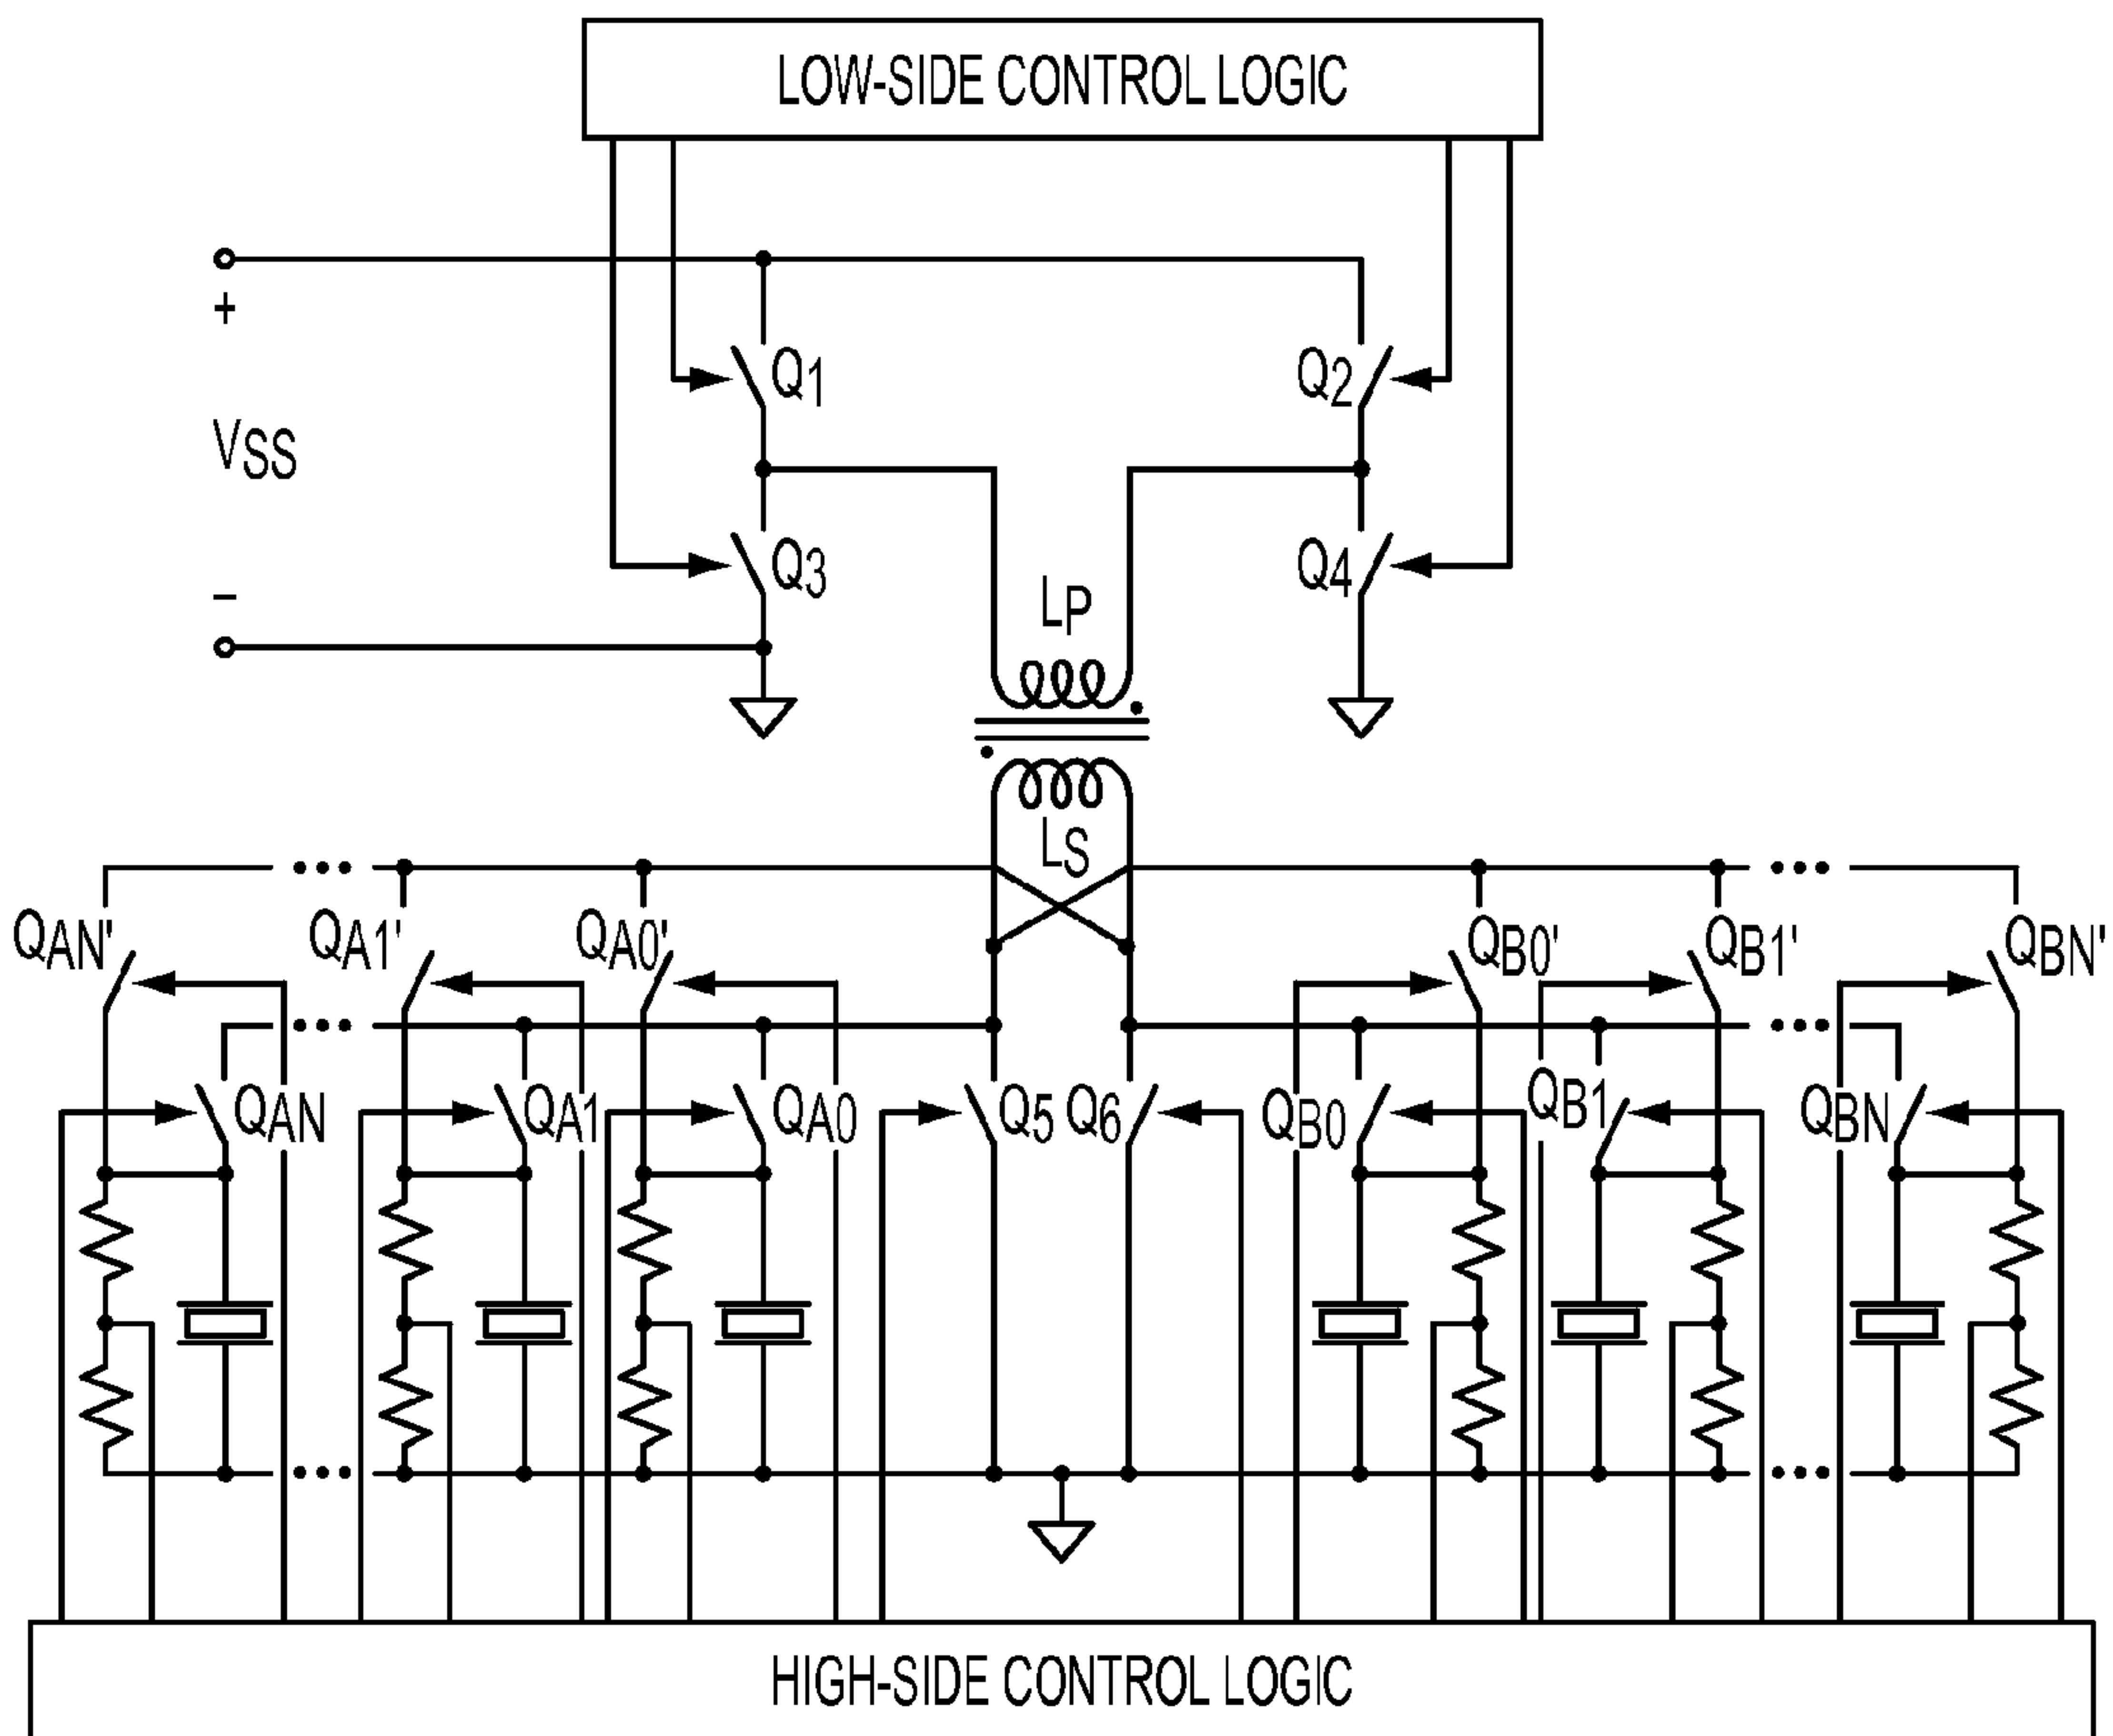 LOW-SIDE CONTROL LOGIC
+
Q1
Q2
VSS
Q3
Q4
–
LP
LS
QAN'
QA1'
QA0'
QB0'
QB1'
QBN'
QAN
QA1
QA0
Q5
Q6
QB0
QB1
QBN
HIGH-SIDE CONTROL LOGIC